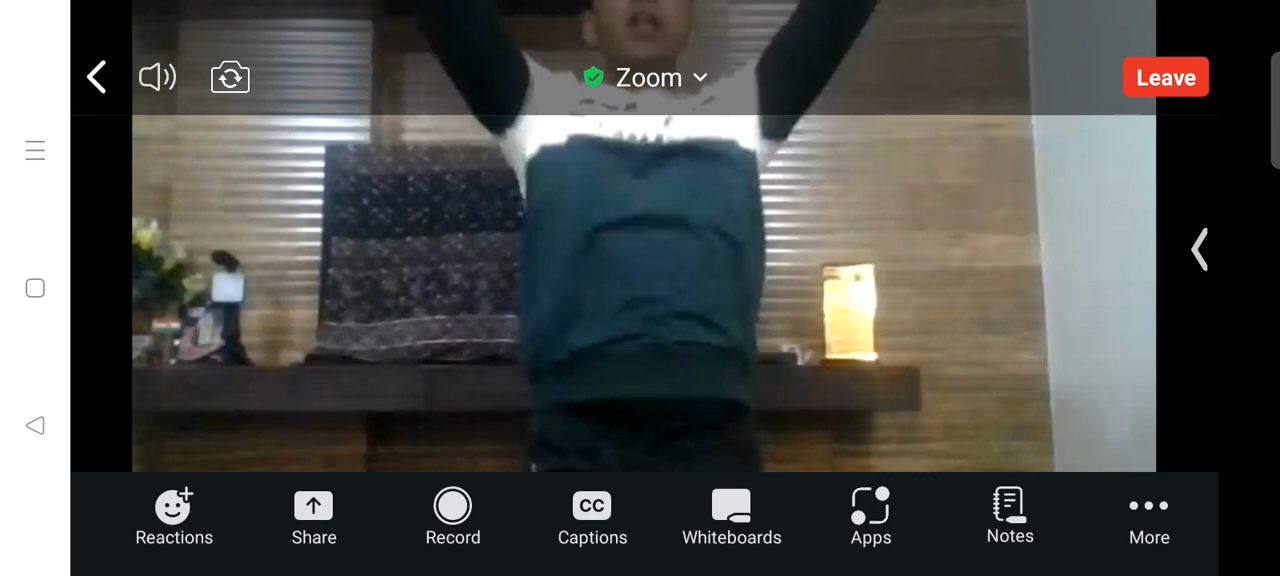 Zoom
Leave
CC
Reactions
Share
Record
Captions
Whiteboards
Apps
Notes
More